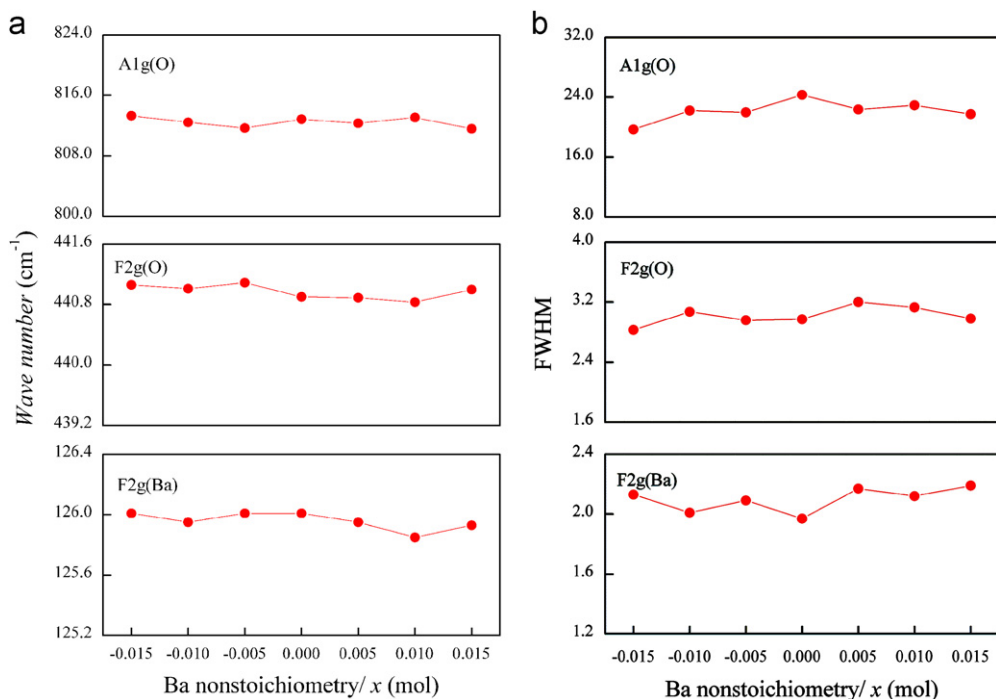 a
824.0
A1g(O)
816.0
808.0
800.0
441.6
F2g(O)
440.8
440.0
439.2
126.4
F2g(Ba)
126.0
125.6
125.2
Wave number (cm-1)
-0.015 -0.010 -0.005 0.000 0.005 0.010 0.015
Ba nonstoichiometry/ x (mol)
b
32.0
A1g(O)
24.0
16.0
8.0
4.0
F2g(O)
3.2
2.4
1.6
2.4
F2g(Ba)
2.0
1.6
1.2
FWHM
-0.015 -0.010 -0.005 0.000 0.005 0.010 0.015
Ba nonstoichiometry/ x (mol)